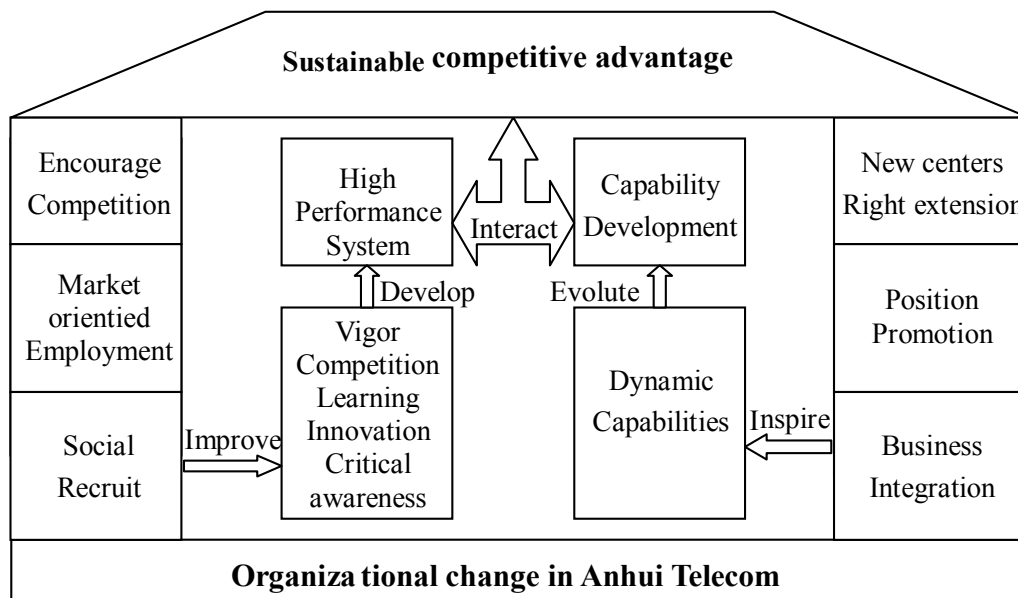 Sustainable competitive advantage
Encourage
Competition
Market
orientied
Employment
Social
Recruit
Improve
High
Performance
System
Develop
Vigor
Competition
Learning
Innovation
Critical
awareness
Interact
Capability
Development
Evolute
Dynamic
Capabilities
Inspire
New centers
Right extension
Position
Promotion
Business
Integration
Organiza tional change in Anhui Telecom